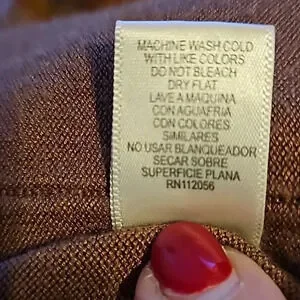 MACHINE WASH COLD
WITH LIKE COLORS
DO NOT BLEACH
DRY FLAT
LAVE A MAQUINA
CON AGUAFRIA
CON COLORES
SIMILARES
NO USAR BLANQUEADOR
SECAR SOBRE
SUPERFICIE PLANA
RN112056